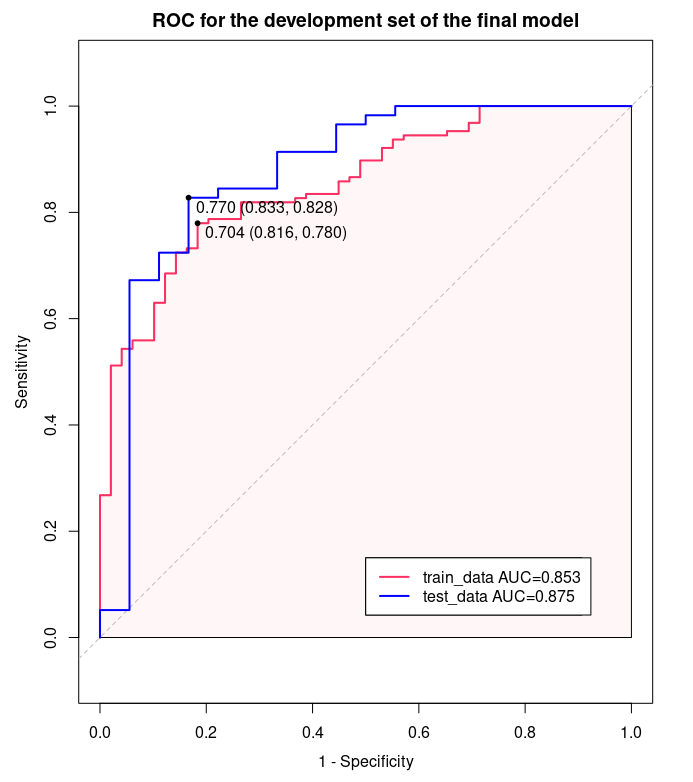 ROC for the development set of the final model
Sensitivity
1.0
0.8
0.6
0.4
0.2
0.0
0.770 (0.833, 0.828)
0.704 (0.816, 0.780)
train_data AUC=0.853
test_data AUC=0.875
0.0 0.2 0.4 0.6 0.8 1.0
1 - Specificity